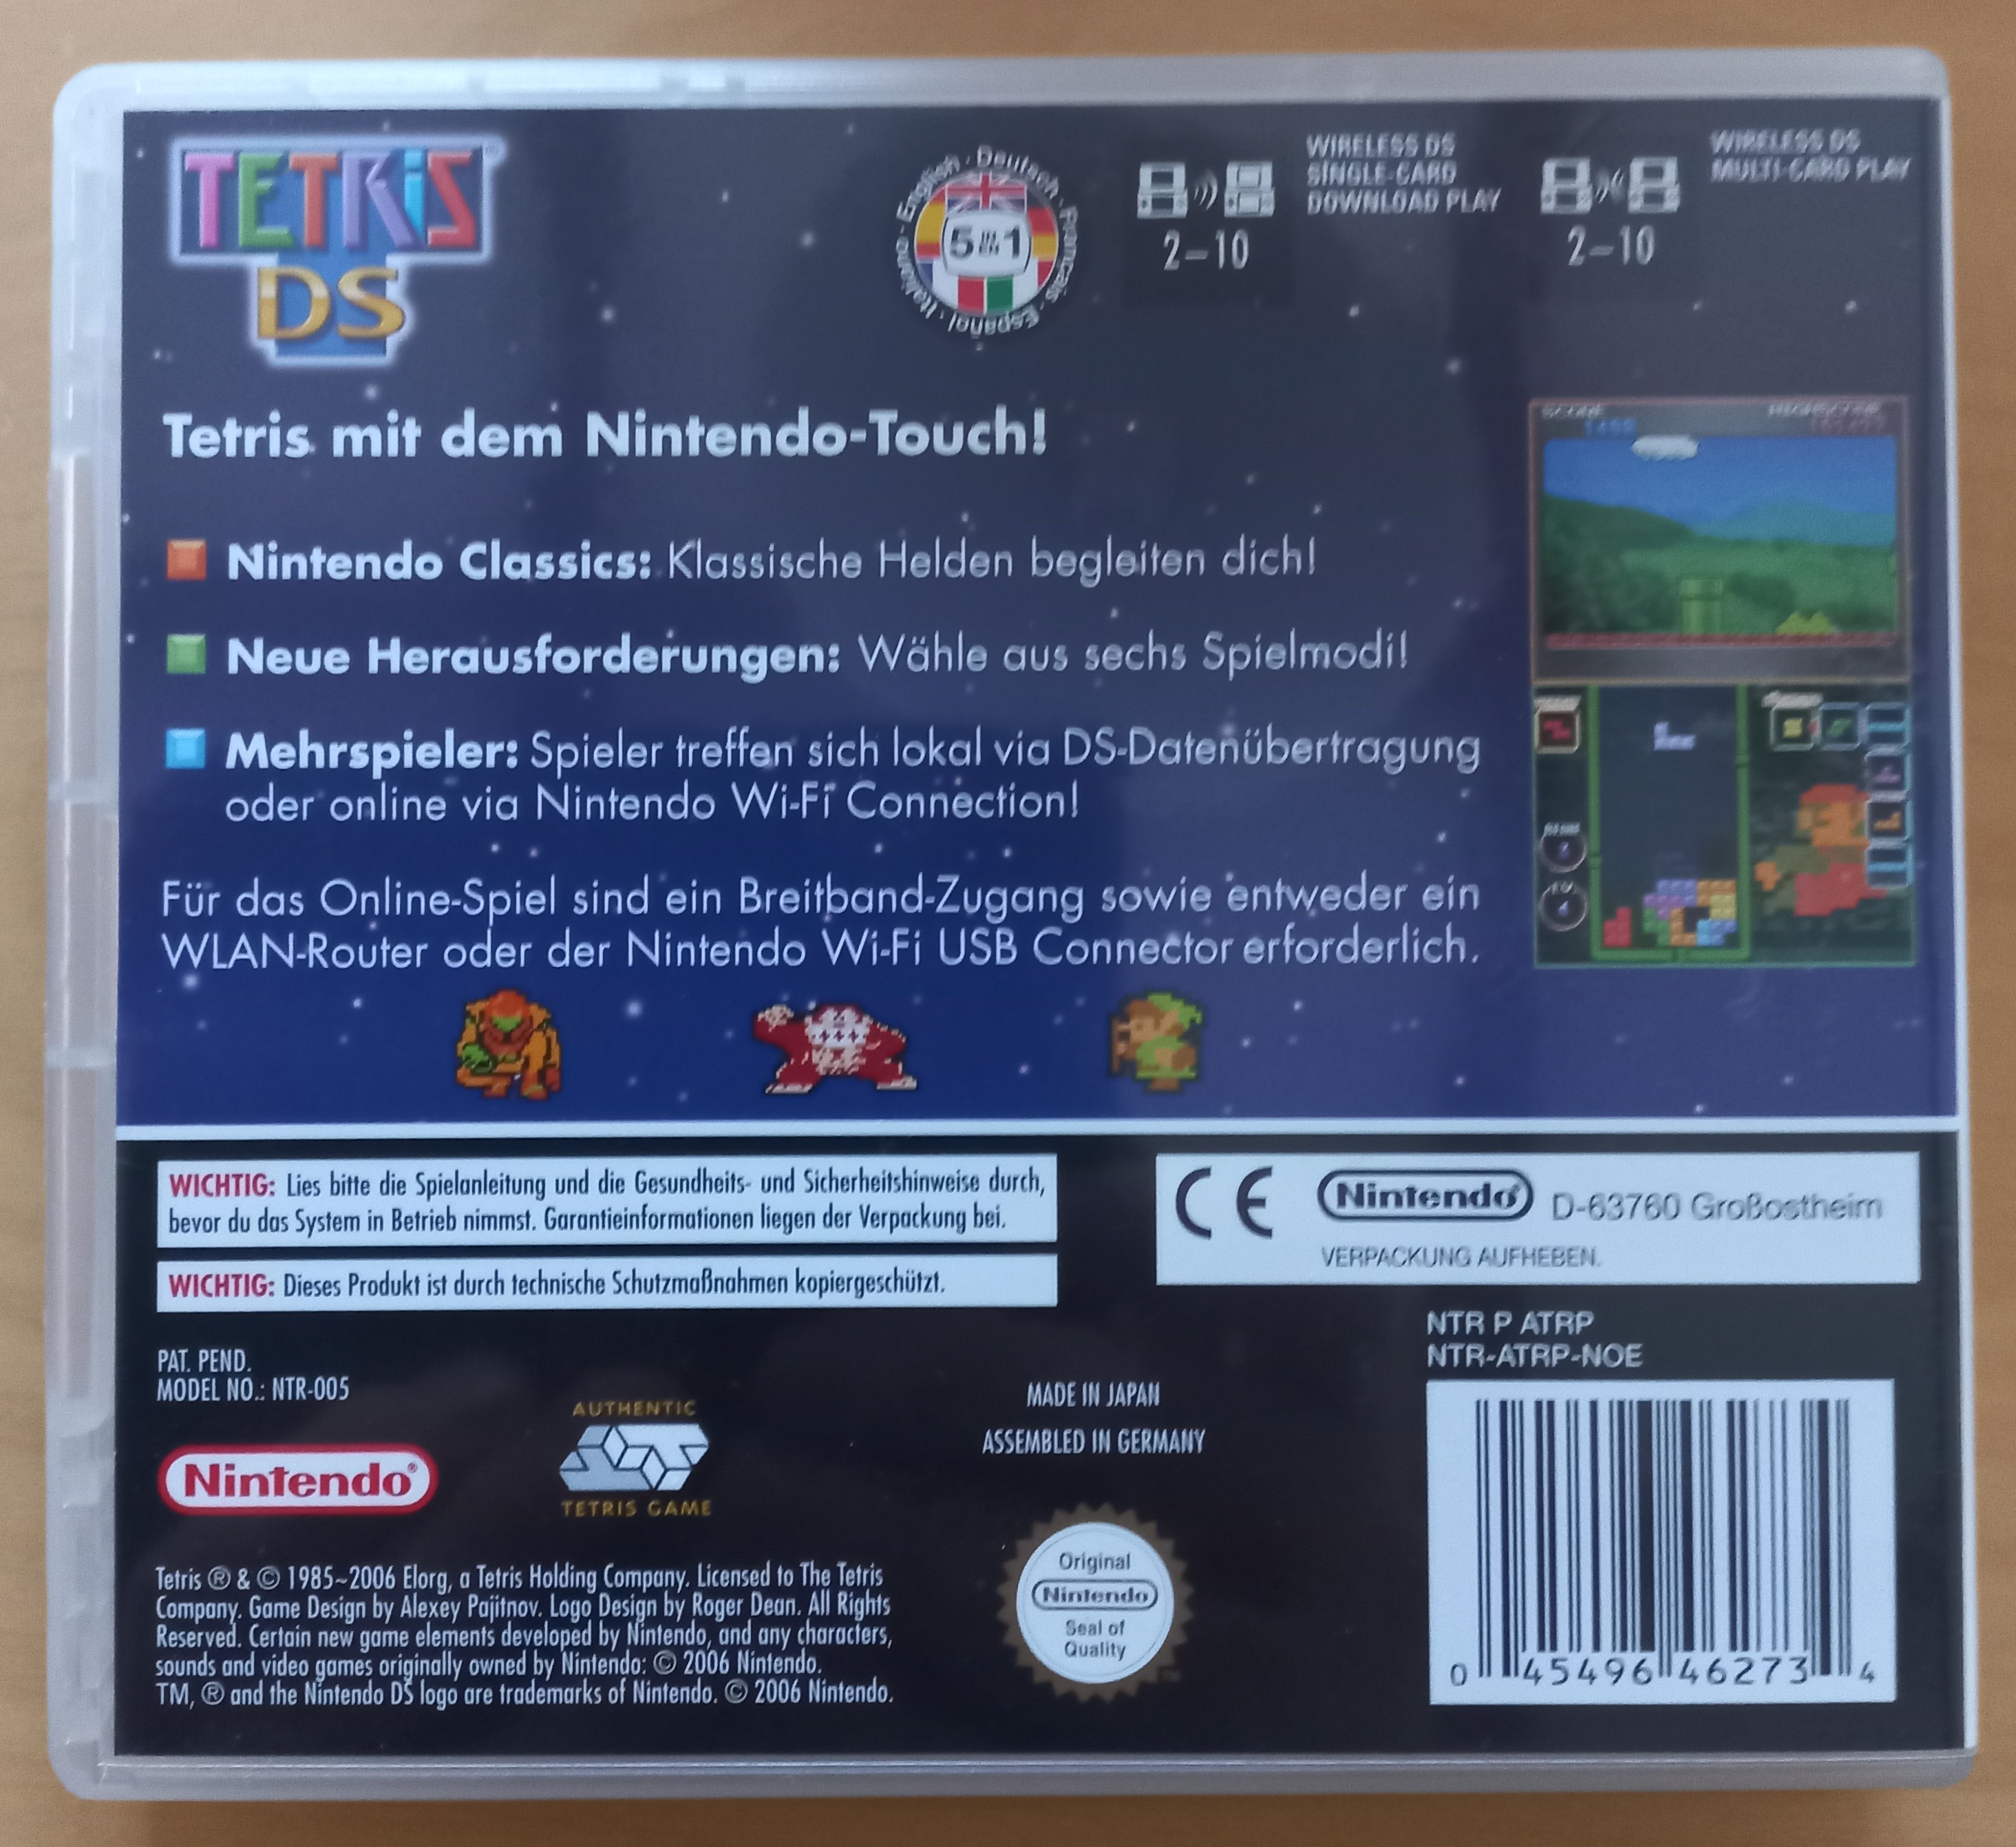 TETRiS®
DS
English · Deutsch · Français · Español · Italiano ·
5 IN 1
2–10
WIRELESS DS
SINGLE-CARD
DOWNLOAD PLAY
2–10
WIRELESS DS
MULTI-CARD PLAY
Tetris mit dem Nintendo-Touch!
Nintendo Classics: Klassische Helden begleiten dich!
Neue Herausforderungen: Wähle aus sechs Spielmodi!
Mehrspieler: Spieler treffen sich lokal via DS-Datenübertragung
oder online via Nintendo Wi-Fi Connection!
Für das Online-Spiel sind ein Breitband-Zugang sowie entweder ein
WLAN-Router oder der Nintendo Wi-Fi USB Connector erforderlich.
SCORE HIGHSCORE
WICHTIG: Lies bitte die Spielanleitung und die Gesundheits- und Sicherheitshinweise durch,
bevor du das System in Betrieb nimmst. Garantieinformationen liegen der Verpackung bei.
WICHTIG: Dieses Produkt ist durch technische Schutzmaßnahmen kopiergeschützt.
CE Nintendo® D-63760 Großostheim
VERPACKUNG AUFHEBEN.
PAT. PEND.
MODEL NO.: NTR-005
Nintendo®
AUTHENTIC
TETRIS GAME
MADE IN JAPAN
ASSEMBLED IN GERMANY
NTR P ATRP
NTR-ATRP-NOE
Original
Nintendo
Seal of
Quality
Tetris ® & © 1985~2006 Elorg, a Tetris Holding Company. Licensed to The Tetris
Company. Game Design by Alexey Pajitnov. Logo Design by Roger Dean. All Rights
Reserved. Certain new game elements developed by Nintendo, and any characters,
sounds and video games originally owned by Nintendo: © 2006 Nintendo.
TM, ® and the Nintendo DS logo are trademarks of Nintendo. © 2006 Nintendo.
0 45496 46273 4